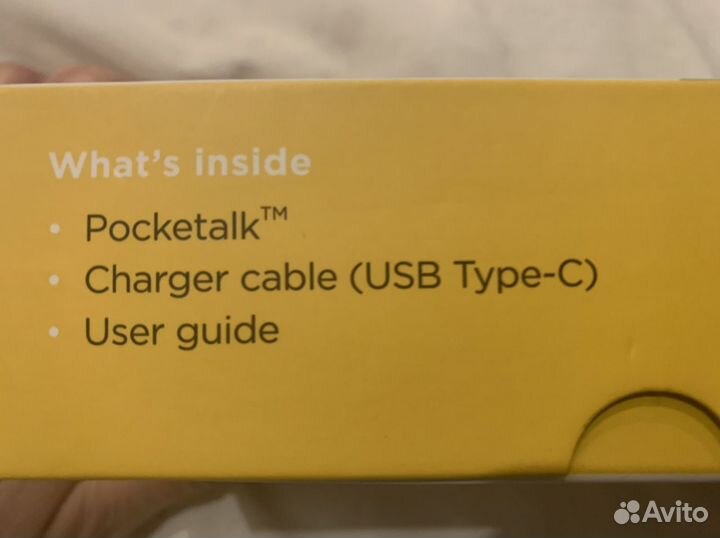 What's inside
• Pocketalk™
• Charger cable (USB Type-C)
• User guide
Avito